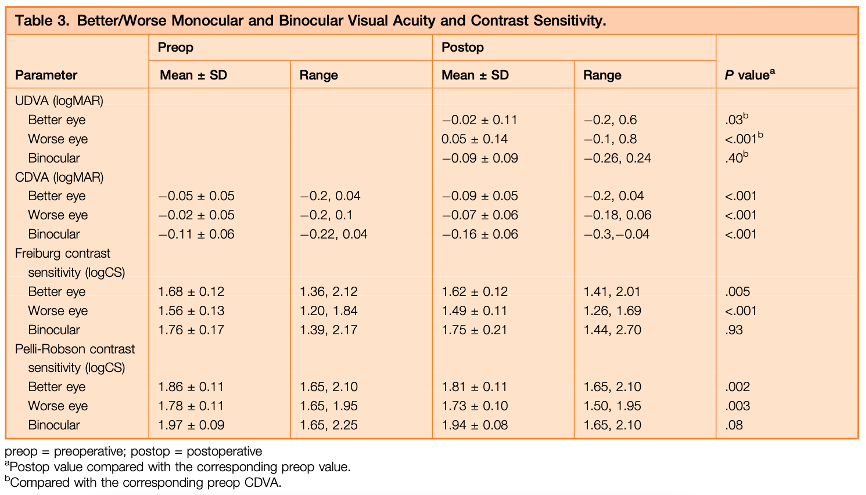 Table 3. Better/Worse Monocular and Binocular Visual Acuity and Contrast Sensitivity.
Preop Postop
Parameter Mean ± SD Range Mean ± SD Range P valueᵃ
UDVA (logMAR)
Better eye −0.02 ± 0.11 −0.2, 0.6 .03ᵇ
Worse eye 0.05 ± 0.14 −0.1, 0.8 <.001ᵇ
Binocular −0.09 ± 0.09 −0.26, 0.24 .40ᵇ
CDVA (logMAR)
Better eye −0.05 ± 0.05 −0.2, 0.04 −0.09 ± 0.05 −0.2, 0.04 <.001
Worse eye −0.02 ± 0.05 −0.2, 0.1 −0.07 ± 0.06 −0.18, 0.06 <.001
Binocular −0.11 ± 0.06 −0.22, 0.04 −0.16 ± 0.06 −0.3,−0.04 <.001
Freiburg contrast
sensitivity (logCS)
Better eye 1.68 ± 0.12 1.36, 2.12 1.62 ± 0.12 1.41, 2.01 .005
Worse eye 1.56 ± 0.13 1.20, 1.84 1.49 ± 0.11 1.26, 1.69 <.001
Binocular 1.76 ± 0.17 1.39, 2.17 1.75 ± 0.21 1.44, 2.70 .93
Pelli-Robson contrast
sensitivity (logCS)
Better eye 1.86 ± 0.11 1.65, 2.10 1.81 ± 0.11 1.65, 2.10 .002
Worse eye 1.78 ± 0.11 1.65, 1.95 1.73 ± 0.10 1.50, 1.95 .003
Binocular 1.97 ± 0.09 1.65, 2.25 1.94 ± 0.08 1.65, 2.10 .08
preop = preoperative; postop = postoperative
ᵃPostop value compared with the corresponding preop value.
ᵇCompared with the corresponding preop CDVA.